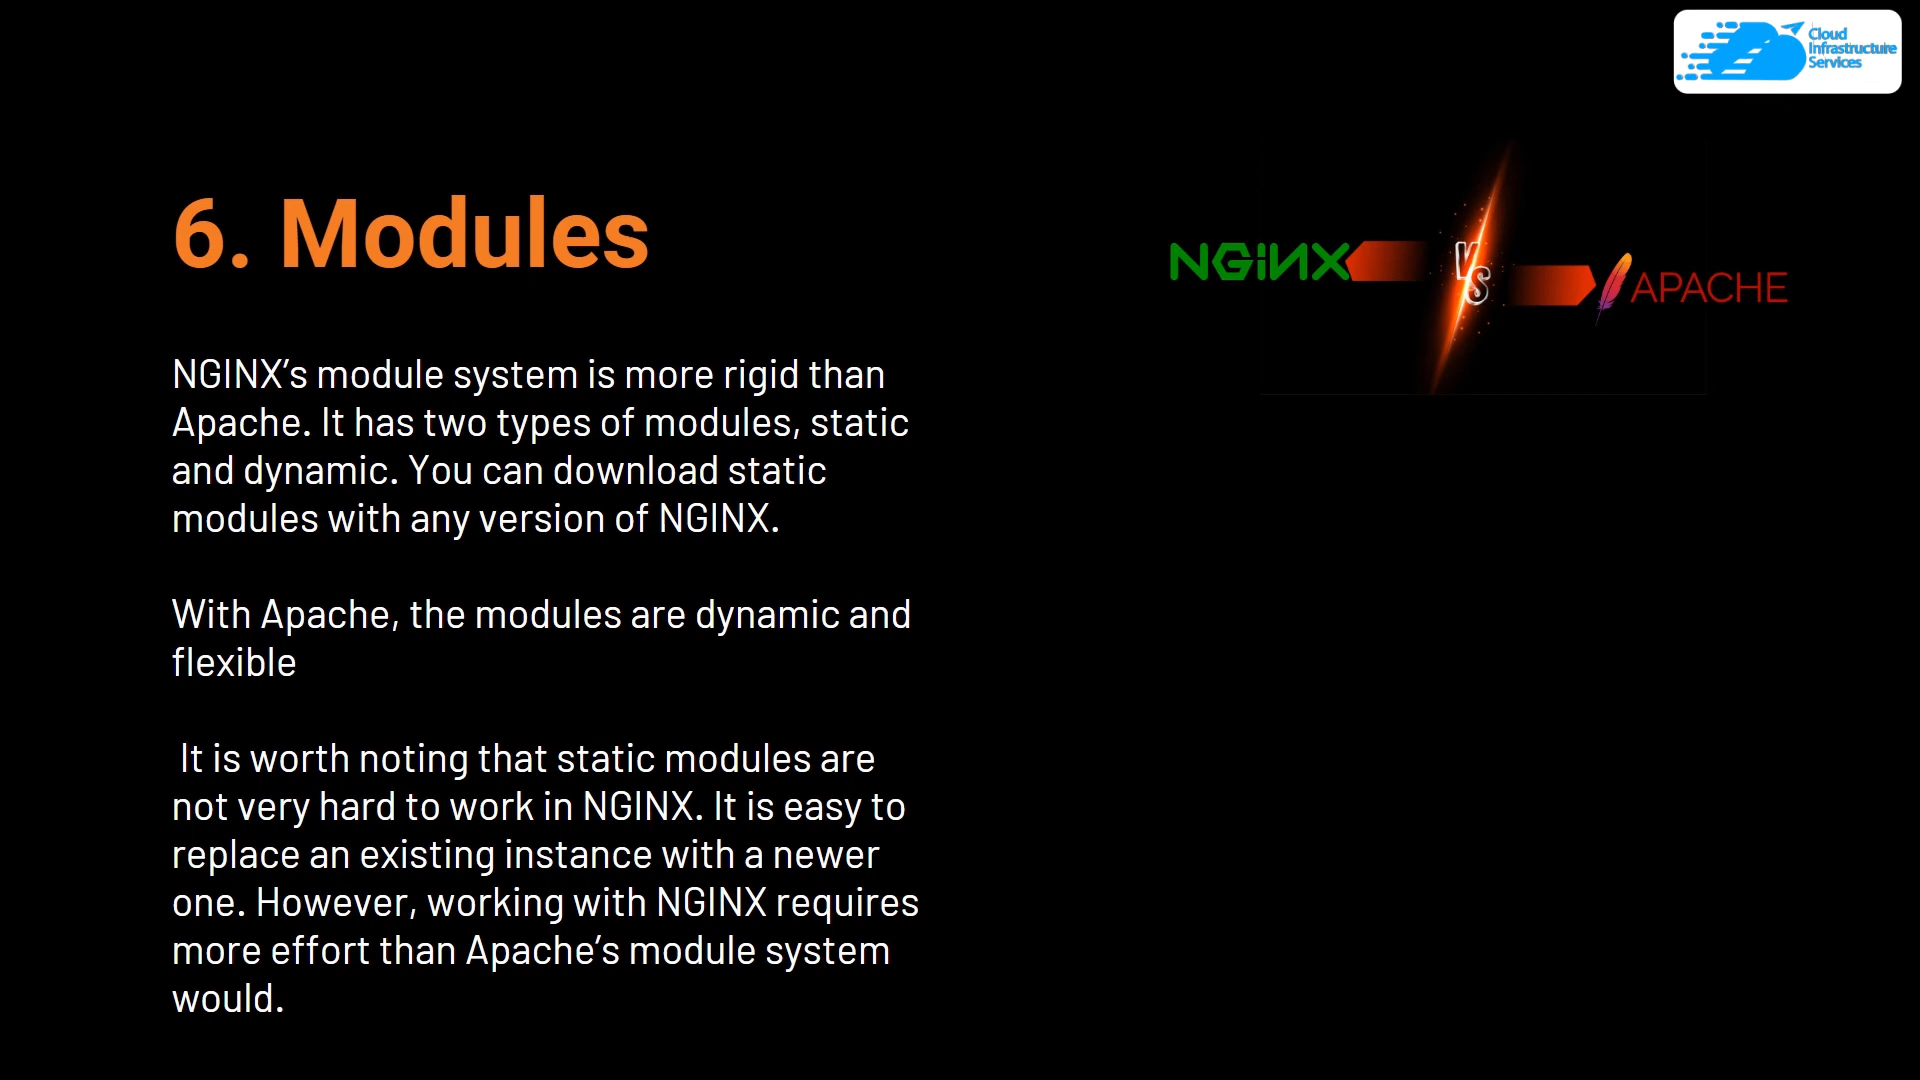 Cloud
Infrastructure
Services
6. Modules
NGINX
VS
APACHE
NGINX’s module system is more rigid than
Apache. It has two types of modules, static
and dynamic. You can download static
modules with any version of NGINX.
With Apache, the modules are dynamic and
flexible
It is worth noting that static modules are
not very hard to work in NGINX. It is easy to
replace an existing instance with a newer
one. However, working with NGINX requires
more effort than Apache’s module system
would.